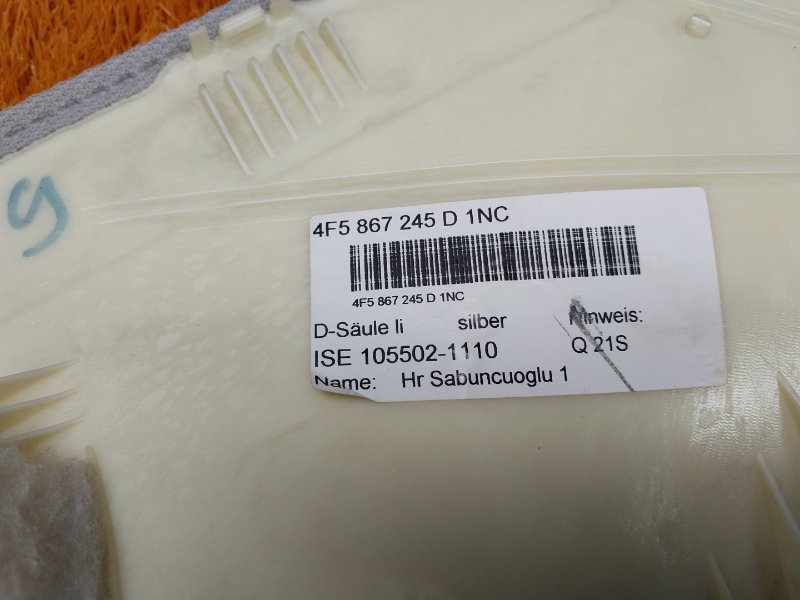 4F5 867 245 D 1NC
4F5 867 245 D 1NC
D-Säule li silber Hinweis:
ISE 105502-1110 Q 21S
Name: Hr Sabuncuoglu 1